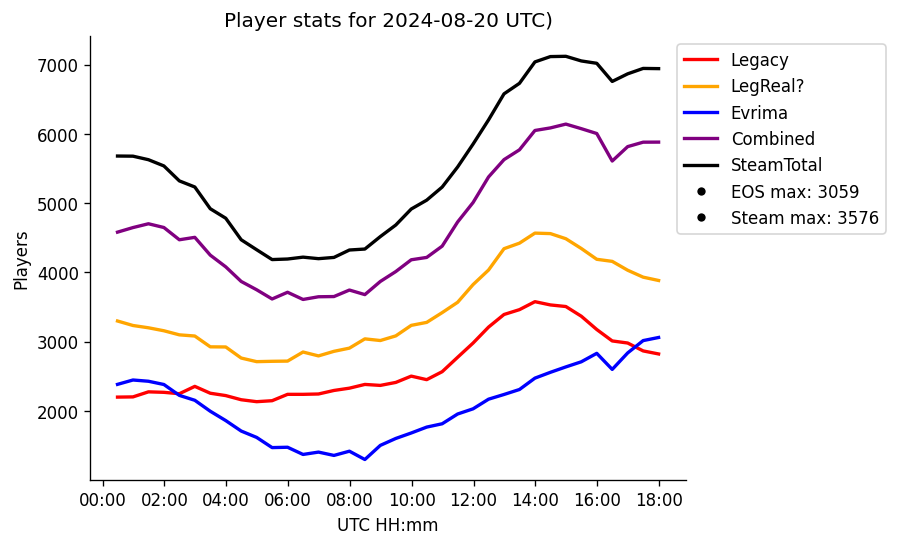 Player stats for 2024-08-20 UTC)
Players
7000
6000
5000
4000
3000
2000
00:00 02:00 04:00 06:00 08:00 10:00 12:00 14:00 16:00 18:00
UTC HH:mm
Legacy
LegReal?
Evrima
Combined
SteamTotal
EOS max: 3059
Steam max: 3576